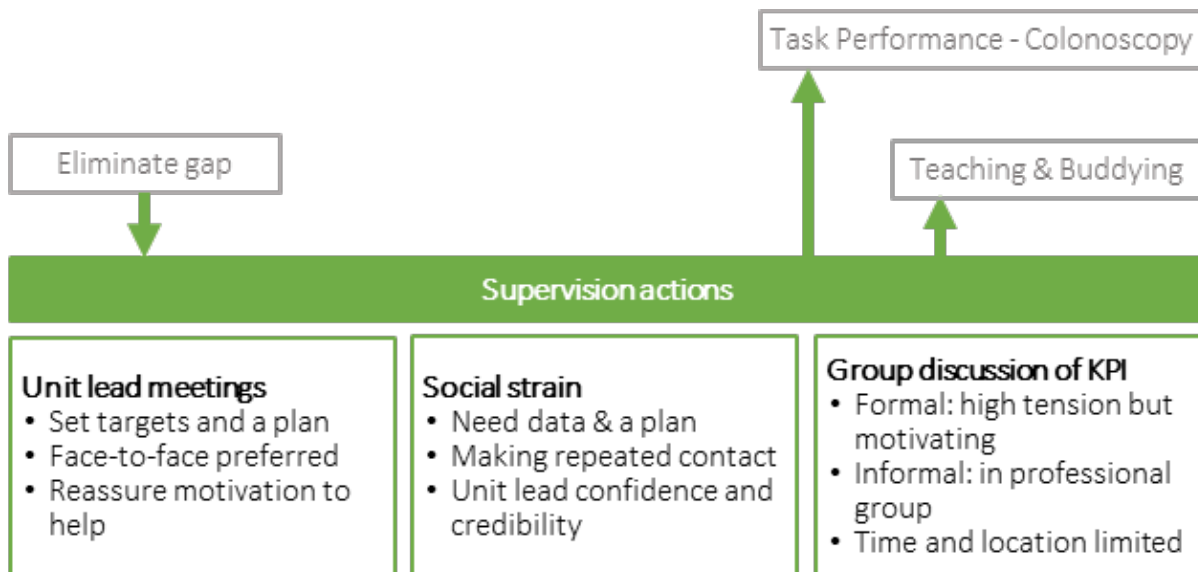 Task Performance - Colonoscopy
Eliminate gap
Teaching & Buddying
Supervision actions
Unit lead meetings
• Set targets and a plan
• Face-to-face preferred
• Reassure motivation to
help
Social strain
• Need data & a plan
• Making repeated contact
• Unit lead confidence and
credibility
Group discussion of KPI
• Formal: high tension but
motivating
• Informal: in professional
group
• Time and location limited